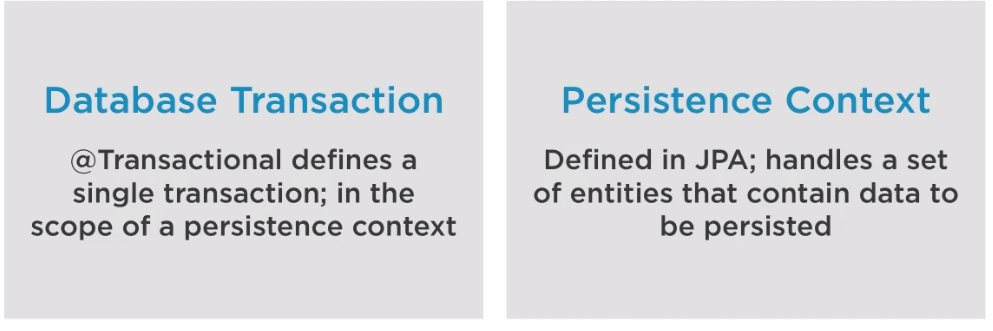 Database Transaction
@Transactional defines a
single transaction; in the
scope of a persistence context
Persistence Context
Defined in JPA; handles a set
of entities that contain data to
be persisted